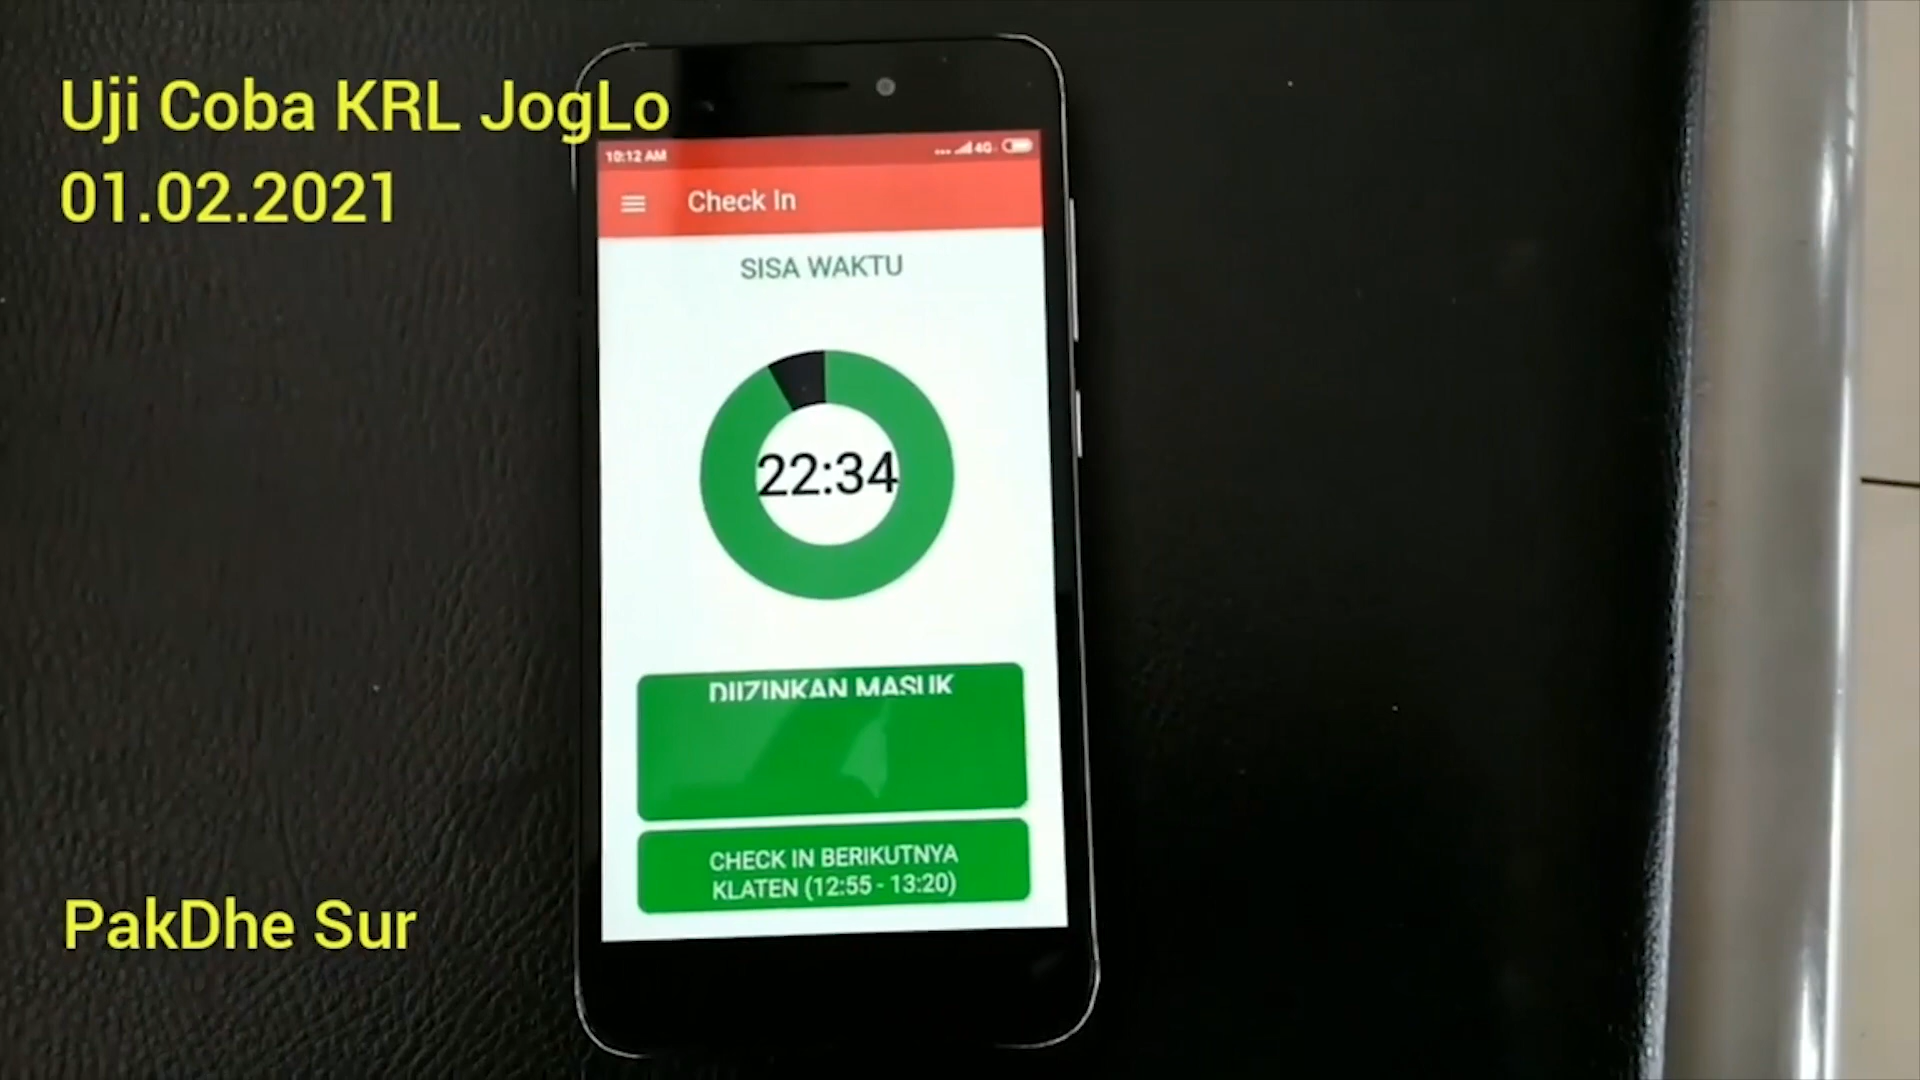 Uji Coba KRL JogLo
01.02.2021
10:12 AM
4G
Check In
SISA WAKTU
22:34
DIIZINKAN MASUK
CHECK IN BERIKUTNYA
KLATEN (12:55 - 13:20)
PakDhe Sur